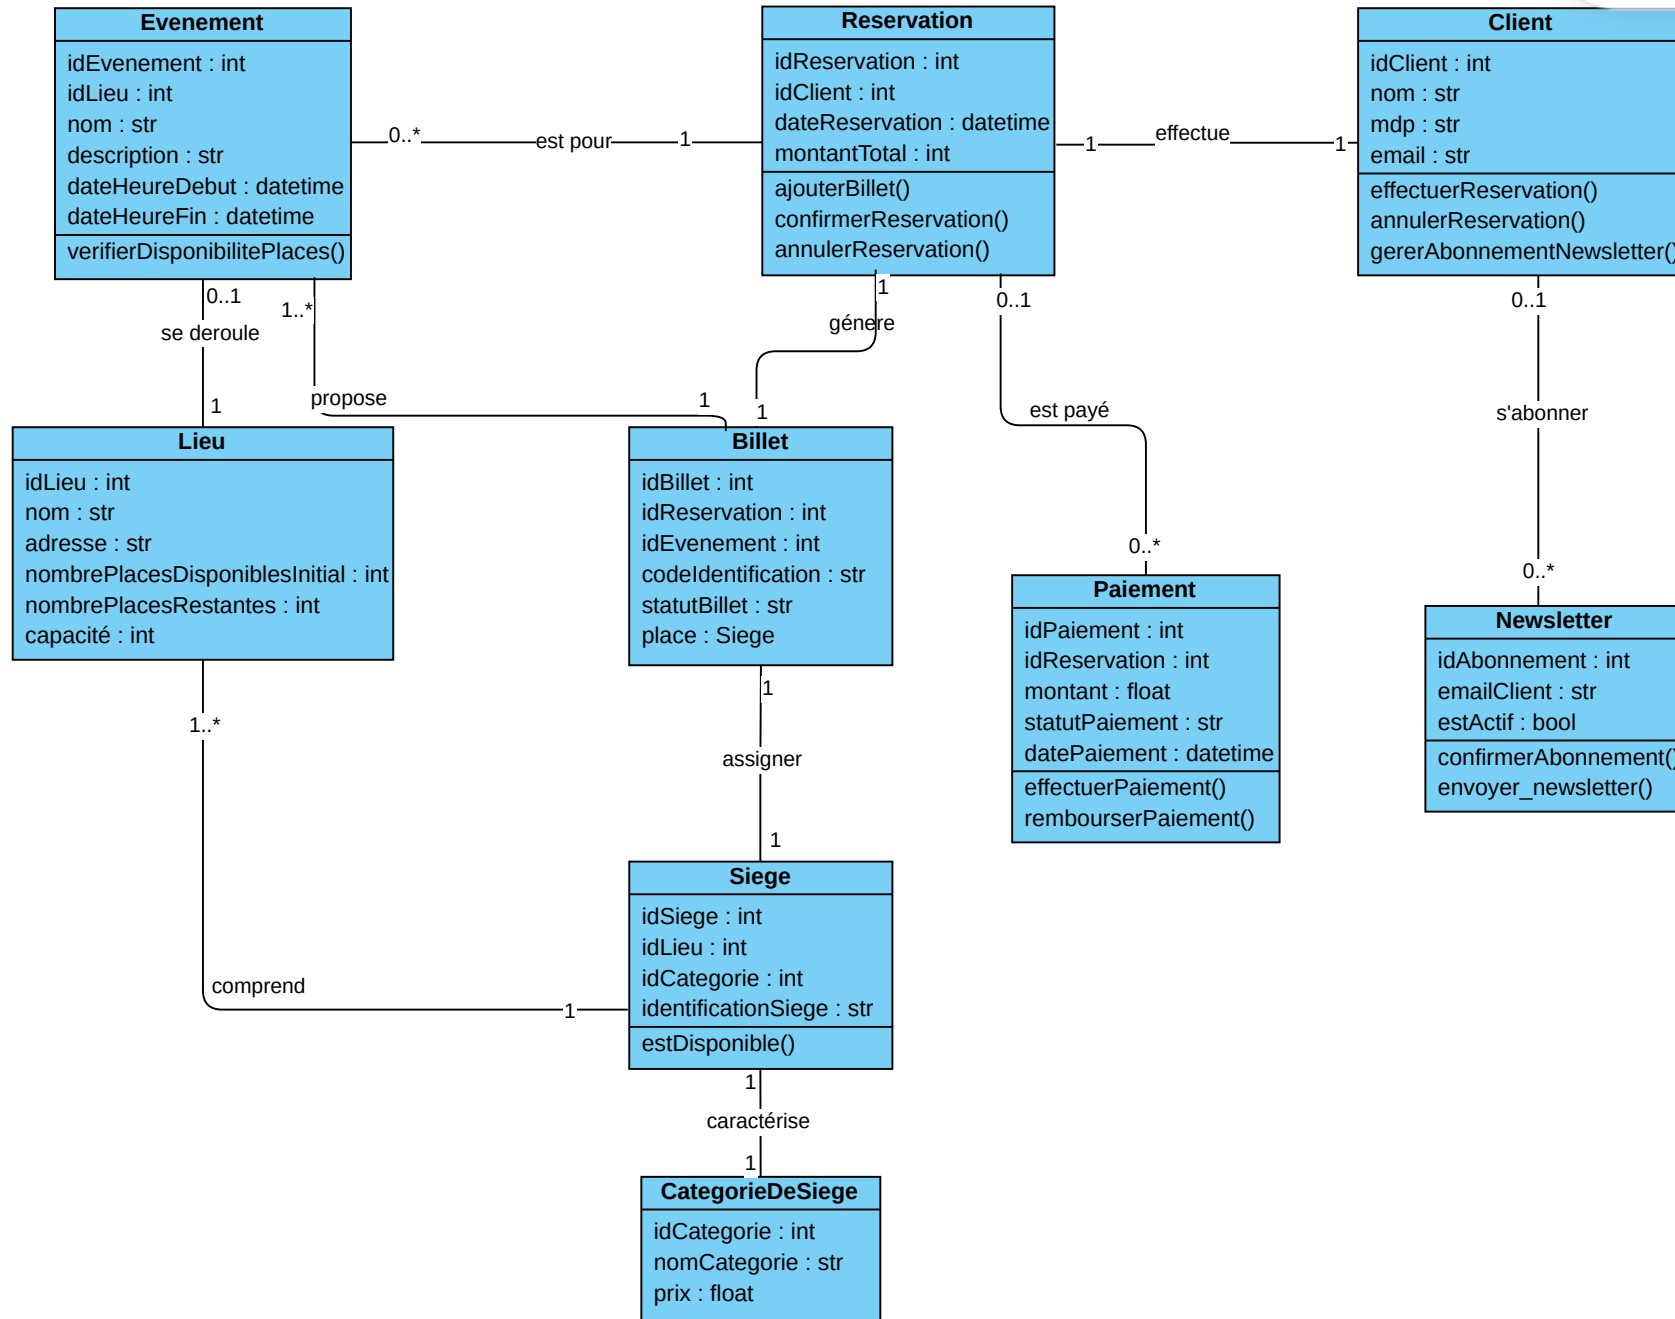 Evenement
idEvenement : int
idLieu : int
nom : str
description : str
dateHeureDebut : datetime
dateHeureFin : datetime
verifierDisponibilitePlaces()
0..*
est pour
1
Reservation
idReservation : int
idClient : int
dateReservation : datetime
montantTotal : int
ajouterBillet()
confirmerReservation()
annulerReservation()
1
effectue
1
Client
idClient : int
nom : str
mdp : str
email : str
effectuerReservation()
annulerReservation()
gererAbonnementNewsletter()
0..1
se deroule
1
1..*
propose
1
1
génere
1
0..1
est payé
0..*
0..1
s'abonner
0..*
Lieu
idLieu : int
nom : str
adresse : str
nombrePlacesDisponiblesInitial : int
nombrePlacesRestantes : int
capacité : int
Billet
idBillet : int
idReservation : int
idEvenement : int
codeIdentification : str
statutBillet : str
place : Siege
Paiement
idPaiement : int
idReservation : int
montant : float
statutPaiement : str
datePaiement : datetime
effectuerPaiement()
rembourserPaiement()
Newsletter
idAbonnement : int
emailClient : str
estActif : bool
confirmerAbonnement()
envoyer_newsletter()
1..*
comprend
1
1
assigner
1
Siege
idSiege : int
idLieu : int
idCategorie : int
identificationSiege : str
estDisponible()
1
caractérise
1
CategorieDeSiege
idCategorie : int
nomCategorie : str
prix : float